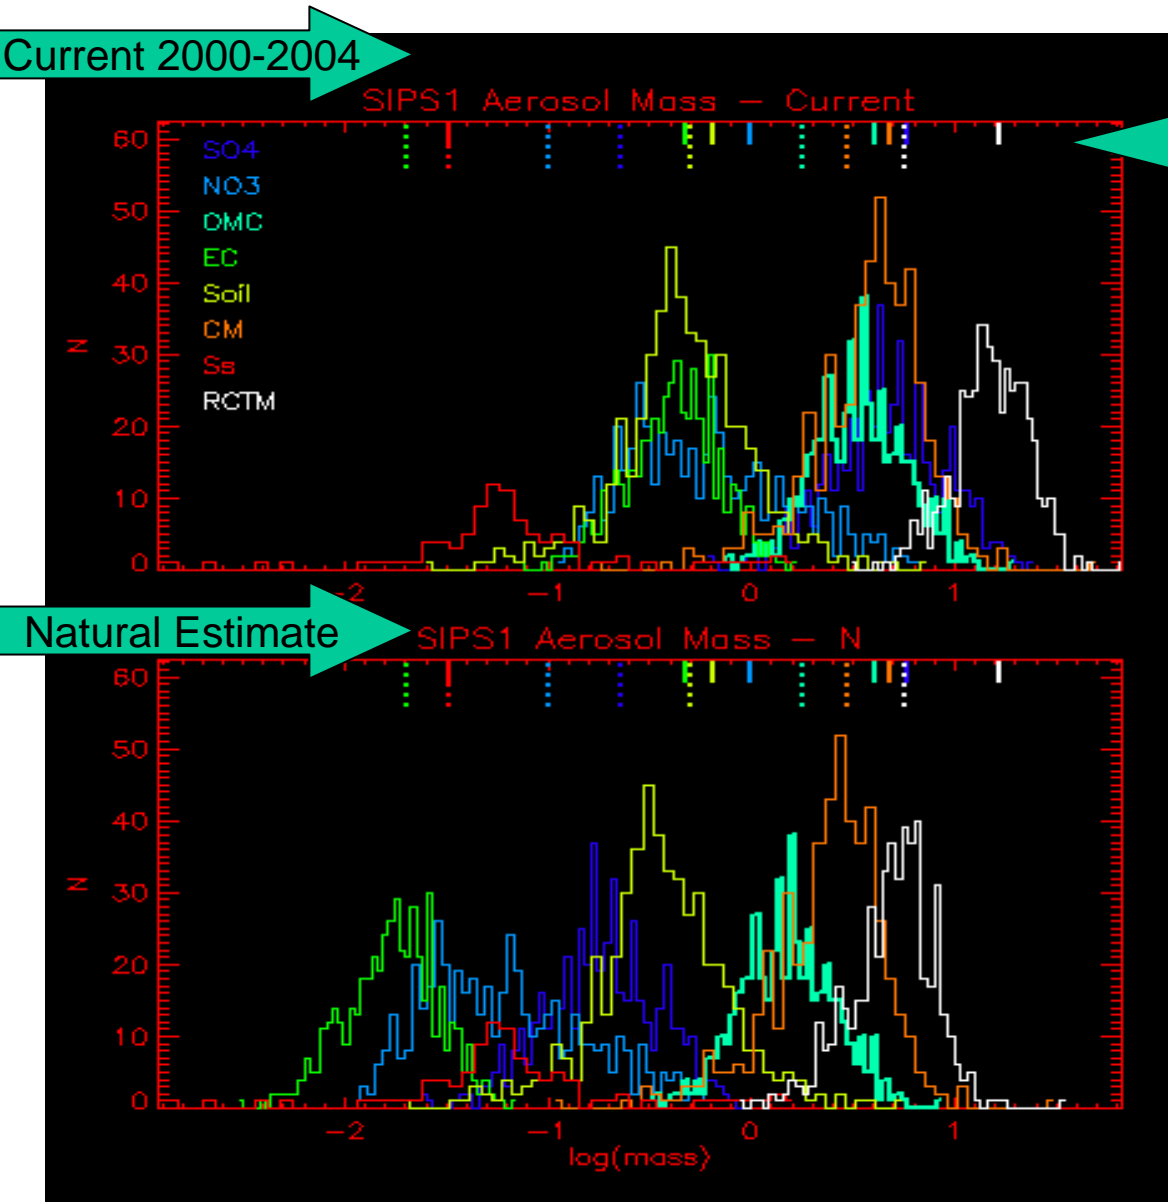 Current 2000-2004
SIPS1 Aerosol Mass – Current
60
50
40
30
20
10
0
N
SO4
NO3
OMC
EC
Soil
CM
Ss
RCTM
-2
-1
0
1
Natural Estimate
SIPS1 Aerosol Mass – N
60
50
40
30
20
10
0
N
-2
-1
0
1
log(mass)